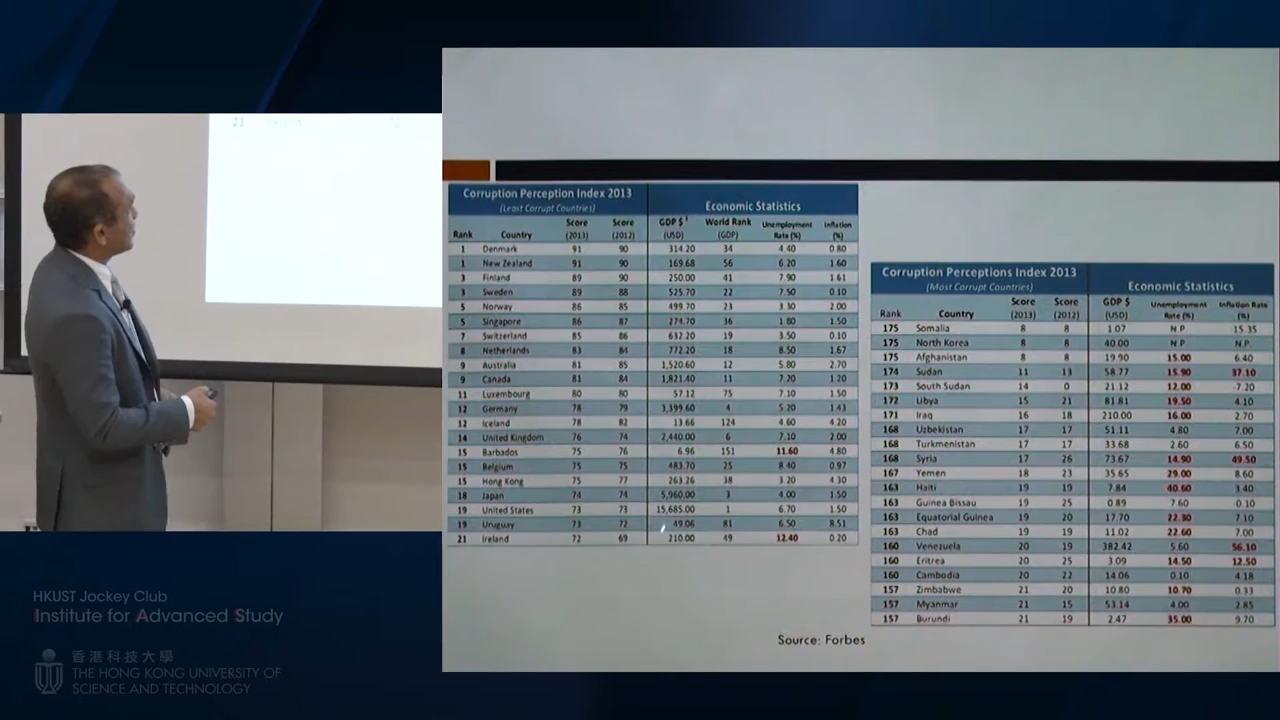 21 Ireland 72
Corruption Perception Index 2013
(Least Corrupt Countries)
Economic Statistics
Rank Country Score (2013) Score (2012) GDP $ ¹ (USD) World Rank (GDP) Unemployment Rate (%) Inflation (%)
1 Denmark 91 90 314.20 34 4.40 0.80
1 New Zealand 91 90 169.68 56 6.20 1.60
3 Finland 89 90 250.00 41 7.90 1.61
3 Sweden 89 88 525.70 22 7.50 0.10
5 Norway 86 85 499.70 23 3.30 2.00
5 Singapore 86 87 274.70 36 1.80 1.50
7 Switzerland 85 86 632.20 19 3.50 0.10
8 Netherlands 83 84 772.20 18 8.50 1.67
9 Australia 81 85 1,520.60 12 5.80 2.70
9 Canada 81 84 1,821.40 11 7.20 1.20
11 Luxembourg 80 80 57.12 75 7.10 1.50
12 Germany 78 79 3,399.60 4 5.20 1.43
12 Iceland 78 82 13.66 124 4.60 4.20
14 United Kingdom 76 74 2,440.00 6 7.10 2.00
15 Barbados 75 76 6.96 151 11.60 4.80
15 Belgium 75 75 483.70 25 8.40 0.97
15 Hong Kong 75 77 263.26 38 3.20 4.30
18 Japan 74 74 5,960.00 3 4.00 1.50
19 United States 73 73 15,685.00 1 6.70 1.50
19 Uruguay 73 72 49.06 81 6.50 8.51
21 Ireland 72 69 210.00 49 12.40 0.20
Corruption Perceptions Index 2013
(Most Corrupt Countries)
Economic Statistics
Rank Country Score (2013) Score (2012) GDP $ (USD) Unemployment Rate (%) Inflation Rate (%)
175 Somalia 8 8 1.07 N.P. 15.35
175 North Korea 8 8 40.00 N.P. N.P.
175 Afghanistan 8 8 19.90 15.00 6.40
174 Sudan 11 13 58.77 15.90 37.10
173 South Sudan 14 0 21.12 12.00 -7.20
172 Libya 15 21 81.81 19.50 4.10
171 Iraq 16 18 210.00 16.00 2.70
168 Uzbekistan 17 17 51.11 4.80 7.00
168 Turkmenistan 17 17 33.68 2.60 6.50
168 Syria 17 26 73.67 14.90 49.50
167 Yemen 18 23 35.65 29.00 8.60
163 Haiti 19 19 7.84 40.60 3.40
163 Guinea Bissau 19 25 0.89 7.60 0.10
163 Equatorial Guinea 19 20 17.70 22.30 7.10
163 Chad 19 19 11.02 22.60 7.00
160 Venezuela 20 19 382.42 5.60 56.10
160 Eritrea 20 25 3.09 14.50 12.50
160 Cambodia 20 22 14.06 0.10 4.18
157 Zimbabwe 21 20 10.80 10.70 0.33
157 Myanmar 21 15 53.14 4.00 2.85
157 Burundi 21 19 2.47 35.00 9.70
Source: Forbes
HKUST Jockey Club
Institute for Advanced Study
香港科技大學
THE HONG KONG UNIVERSITY OF
SCIENCE AND TECHNOLOGY